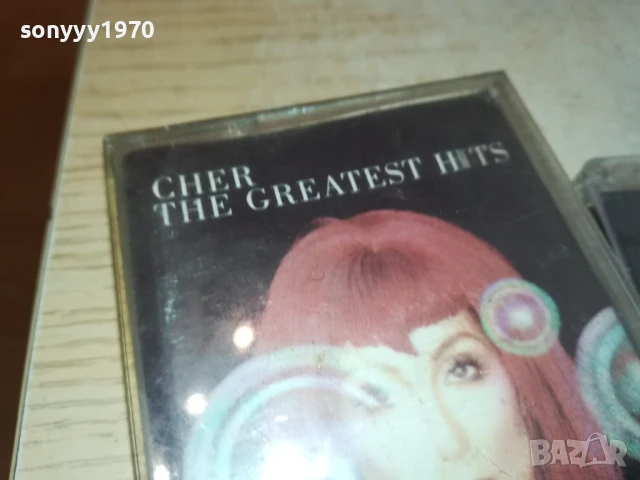 sonyyy1970
CHER
THE GREATEST HITS
BAZAR